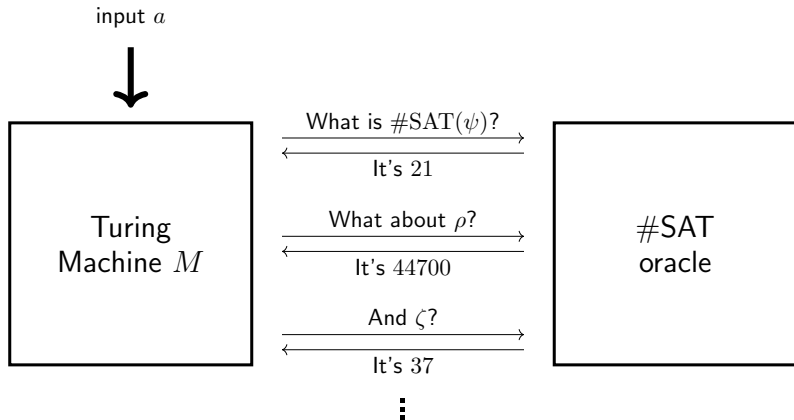 input a
What is #SAT(ψ)?
It's 21
Turing
Machine M
What about ρ?
It's 44700
#SAT
oracle
And ζ?
It's 37